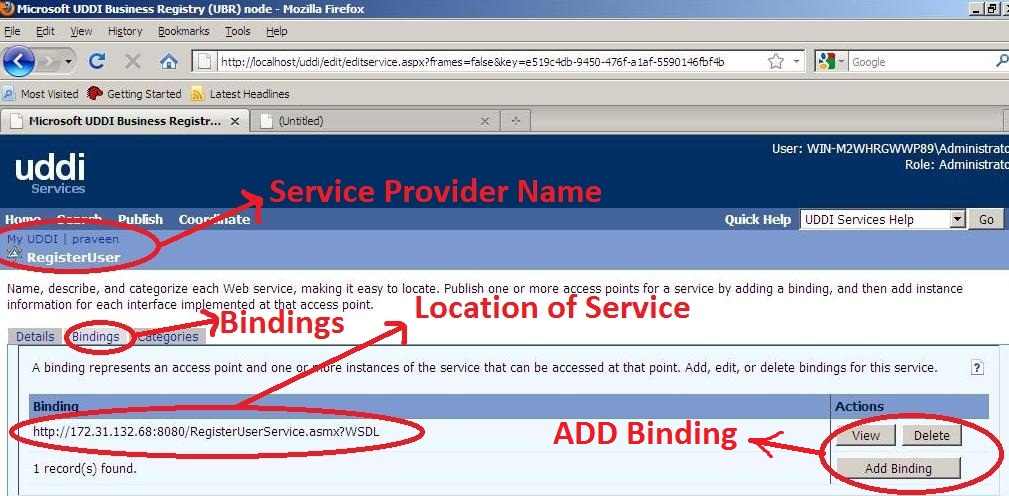 Microsoft UDDI Business Registry (UBR) node - Mozilla Firefox
File Edit View History Bookmarks Tools Help
http://localhost/uddi/edit/editservice.aspx?frames=false&key=e519c4db-9450-476f-a1af-5590146fbf4b
Google
Most Visited Getting Started Latest Headlines
Microsoft UDDI Business Registr... (Untitled)
uddi
Services
User: WIN-M2WHRGWWP89\Administrato
Role: Administrato
Service Provider Name
Home Search Publish Coordinate
Quick Help UDDI Services Help Go
My UDDI | praveen
RegisterUser
Name, describe, and categorize each Web service, making it easy to locate. Publish one or more access points for a service by adding a binding, and then add instance
information for each interface implemented at that access point.
Location of Service
Bindings
Details Bindings Categories
A binding represents an access point and one or more instances of the service that can be accessed at that point. Add, edit, or delete bindings for this service.
Binding Actions
http://172.31.132.68:8080/RegisterUserService.asmx?WSDL
View Delete
ADD Binding
1 record(s) found.
Add Binding